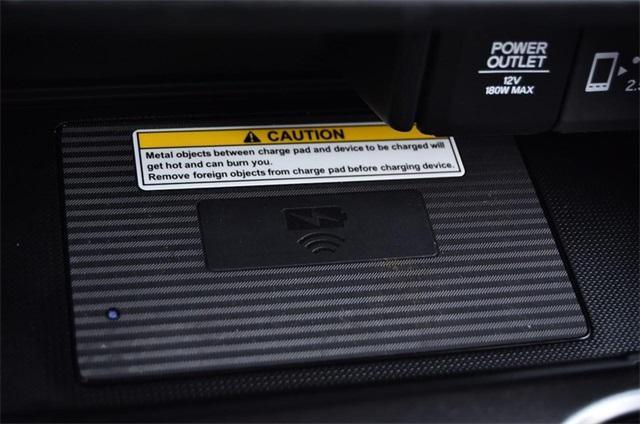 POWER
OUTLET
12V
180W MAX
CAUTION
Metal objects between charge pad and device to be charged will
get hot and can burn you.
Remove foreign objects from charge pad before charging device.